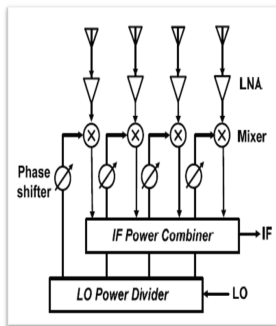 LNA
Mixer
Phase
shifter
IF Power Combiner
IF
LO Power Divider
LO